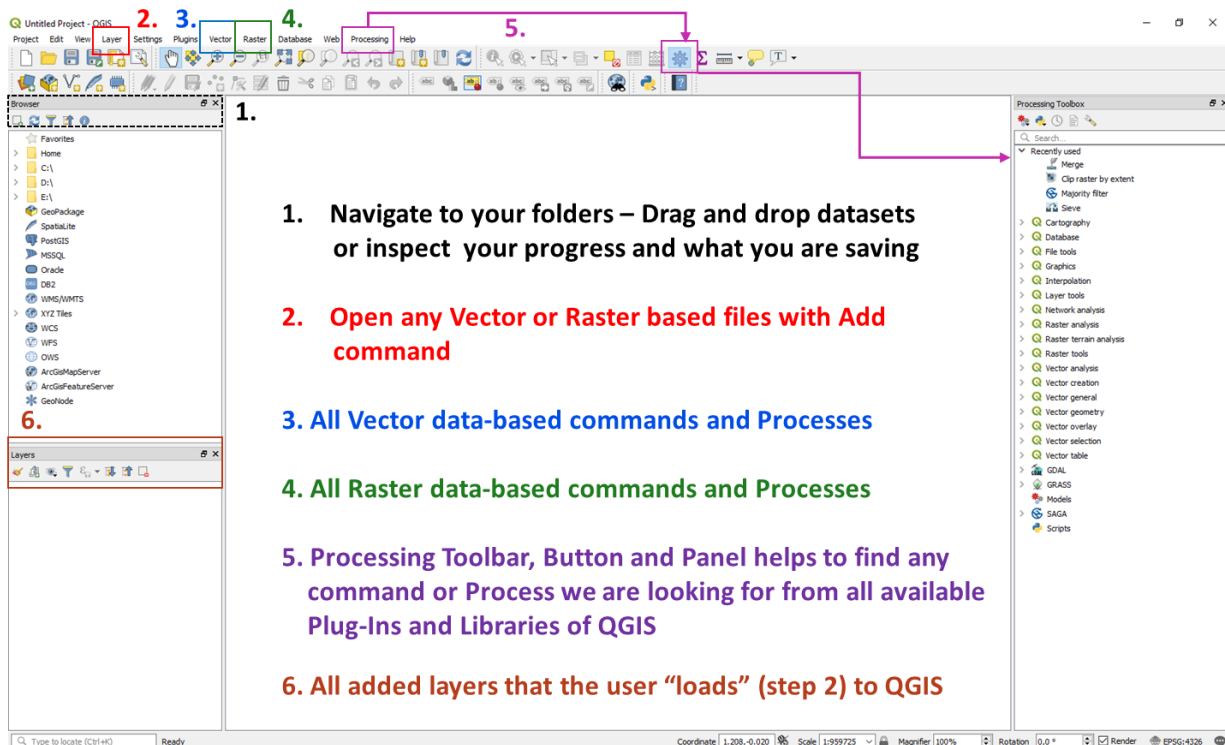 Untitled Project - QGIS
2. 3. 4. 5.
Project Edit View Layer Settings Plugins Vector Raster Database Web Processing Help
Browser
1.
Favorites
Home
C:\
D:\
E:\
GeoPackage
SpatiaLite
PostGIS
MSSQL
Oracle
DB2
WMS/WMTS
XYZ Tiles
WCS
WFS
OWS
ArcGisMapServer
ArcGisFeatureServer
GeoNode
6.
Layers
1. Navigate to your folders – Drag and drop datasets
or inspect your progress and what you are saving
2. Open any Vector or Raster based files with Add
command
3. All Vector data-based commands and Processes
4. All Raster data-based commands and Processes
5. Processing Toolbar, Button and Panel helps to find any
command or Process we are looking for from all available
Plug-Ins and Libraries of QGIS
6. All added layers that the user “loads” (step 2) to QGIS
Processing Toolbox
Search...
Recently used
Merge
Clip raster by extent
Majority filter
Sieve
Cartography
Database
File tools
Graphics
Interpolation
Layer tools
Network analysis
Raster analysis
Raster terrain analysis
Raster tools
Vector analysis
Vector creation
Vector general
Vector geometry
Vector overlay
Vector selection
Vector table
GDAL
GRASS
Models
SAGA
Scripts
Type to locate (Ctrl+K) Ready Coordinate 1.208,-0.020 Scale 1:959725 Magnifier 100% Rotation 0.0 ° Render EPSG:4326